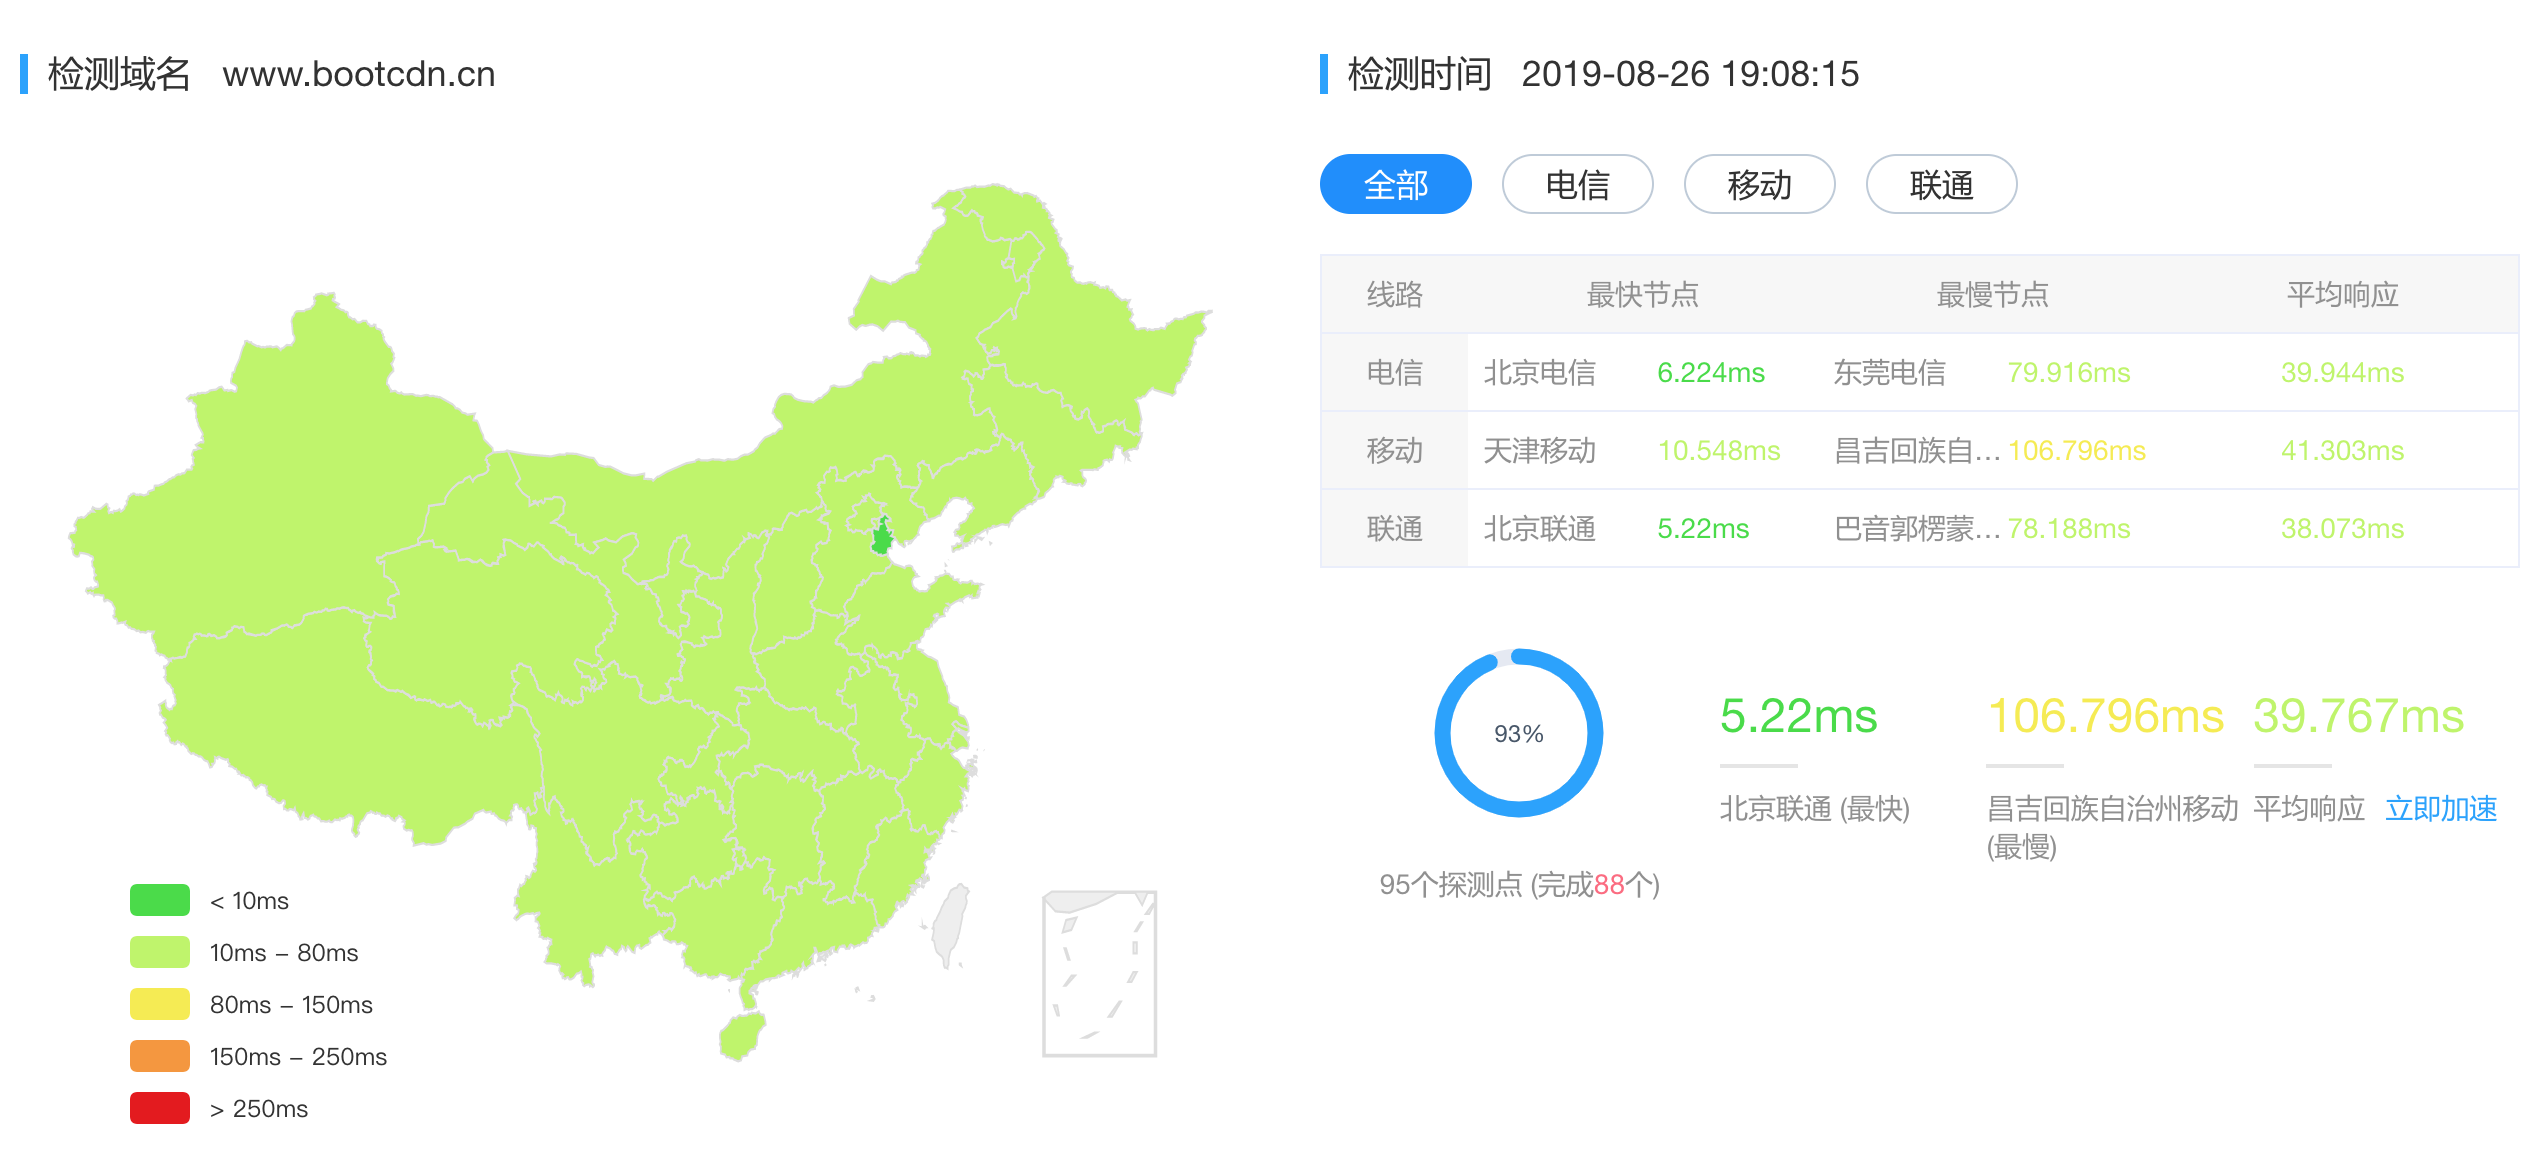 检测域名 www.bootcdn.cn
检测时间 2019-08-26 19:08:15
全部 电信 移动 联通
线路 最快节点 最慢节点 平均响应
电信 北京电信 6.224ms 东莞电信 79.916ms 39.944ms
移动 天津移动 10.548ms 昌吉回族自... 106.796ms 41.303ms
联通 北京联通 5.22ms 巴音郭楞蒙... 78.188ms 38.073ms
93%
95个探测点 (完成88个)
5.22ms
北京联通 (最快)
106.796ms
昌吉回族自治州移动
(最慢)
39.767ms
平均响应 立即加速
< 10ms
10ms – 80ms
80ms – 150ms
150ms – 250ms
> 250ms